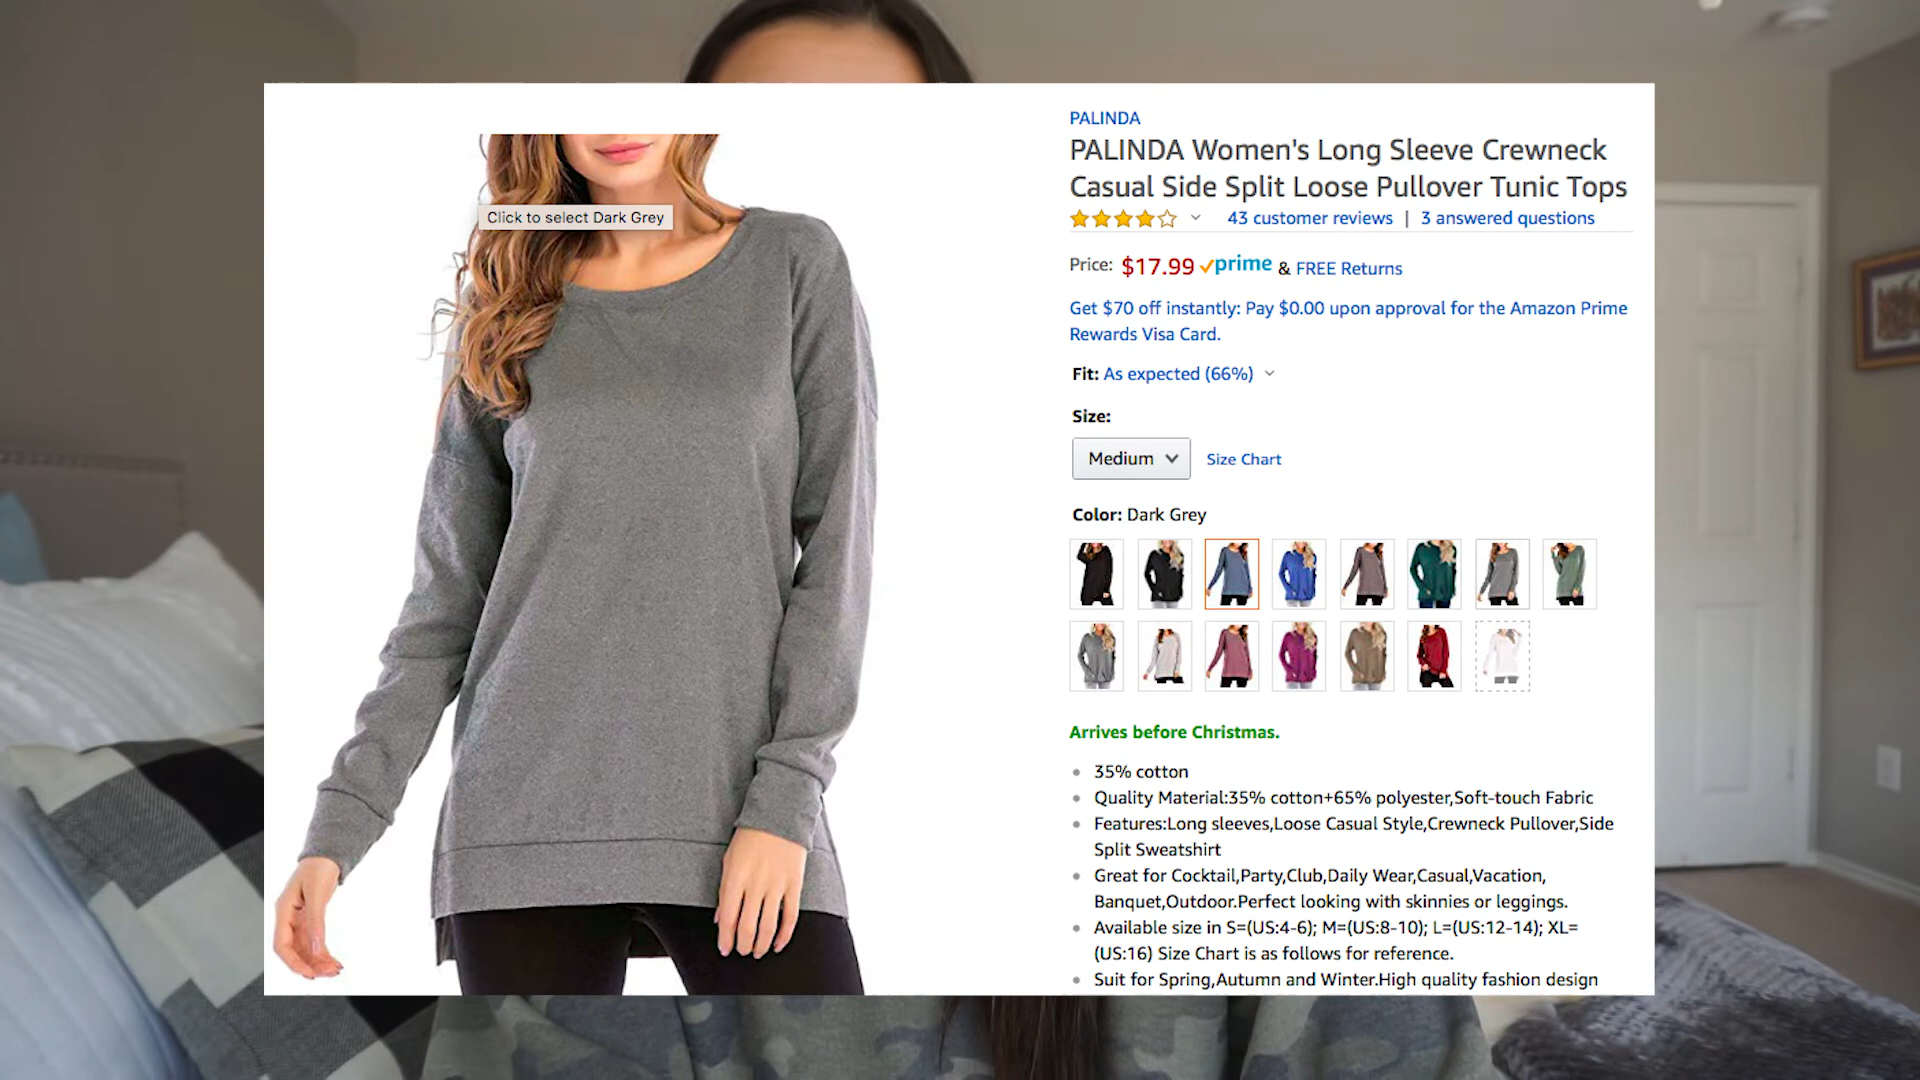 PALINDA
PALINDA Women's Long Sleeve Crewneck
Casual Side Split Loose Pullover Tunic Tops
43 customer reviews | 3 answered questions
Price: $17.99 prime & FREE Returns
Get $70 off instantly: Pay $0.00 upon approval for the Amazon Prime
Rewards Visa Card.
Fit: As expected (66%)
Size:
Medium Size Chart
Color: Dark Grey
Arrives before Christmas.
35% cotton
Quality Material:35% cotton+65% polyester,Soft-touch Fabric
Features:Long sleeves,Loose Casual Style,Crewneck Pullover,Side
Split Sweatshirt
Great for Cocktail,Party,Club,Daily Wear,Casual,Vacation,
Banquet,Outdoor.Perfect looking with skinnies or leggings.
Available size in S=(US:4-6); M=(US:8-10); L=(US:12-14); XL=
(US:16) Size Chart is as follows for reference.
Suit for Spring,Autumn and Winter.High quality fashion design
Click to select Dark Grey